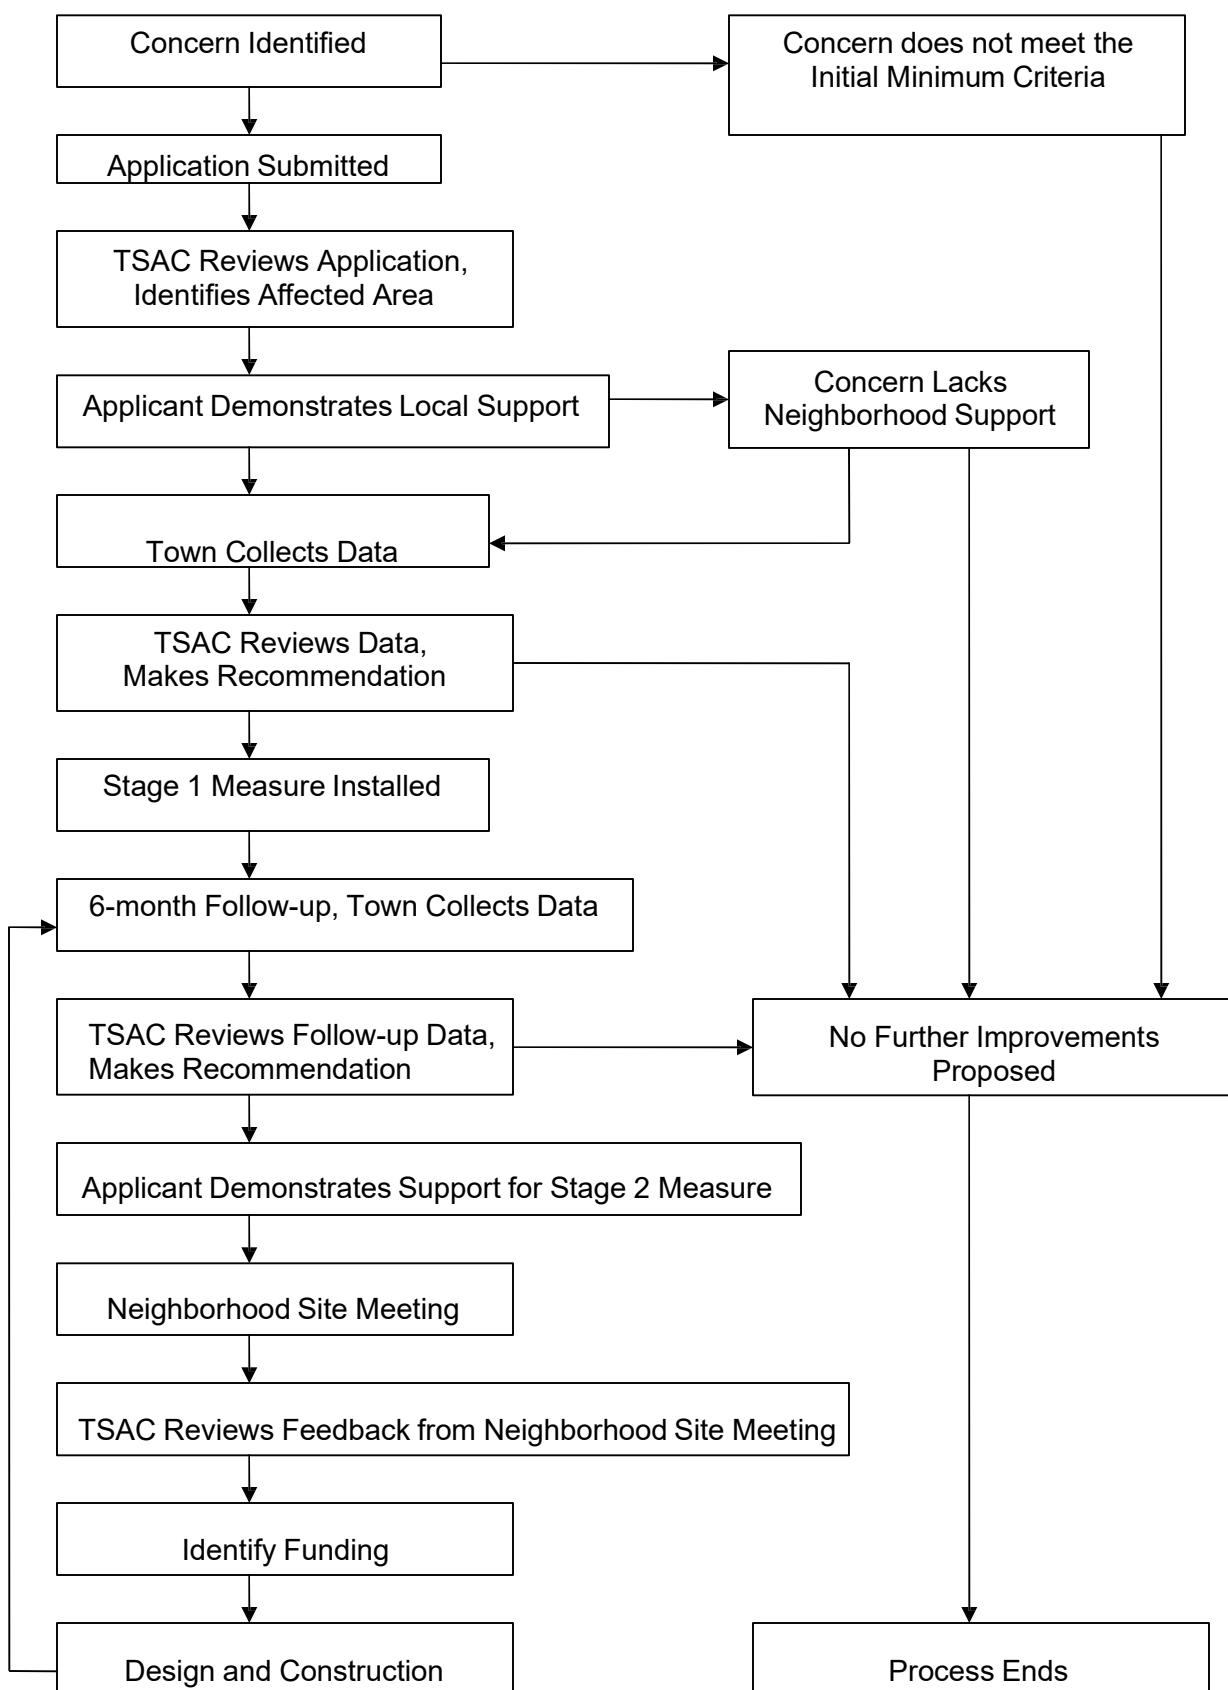 Concern Identified
Concern does not meet the
Initial Minimum Criteria
Application Submitted
TSAC Reviews Application,
Identifies Affected Area
Applicant Demonstrates Local Support
Concern Lacks
Neighborhood Support
Town Collects Data
TSAC Reviews Data,
Makes Recommendation
Stage 1 Measure Installed
6-month Follow-up, Town Collects Data
TSAC Reviews Follow-up Data,
Makes Recommendation
No Further Improvements
Proposed
Applicant Demonstrates Support for Stage 2 Measure
Neighborhood Site Meeting
TSAC Reviews Feedback from Neighborhood Site Meeting
Identify Funding
Design and Construction
Process Ends